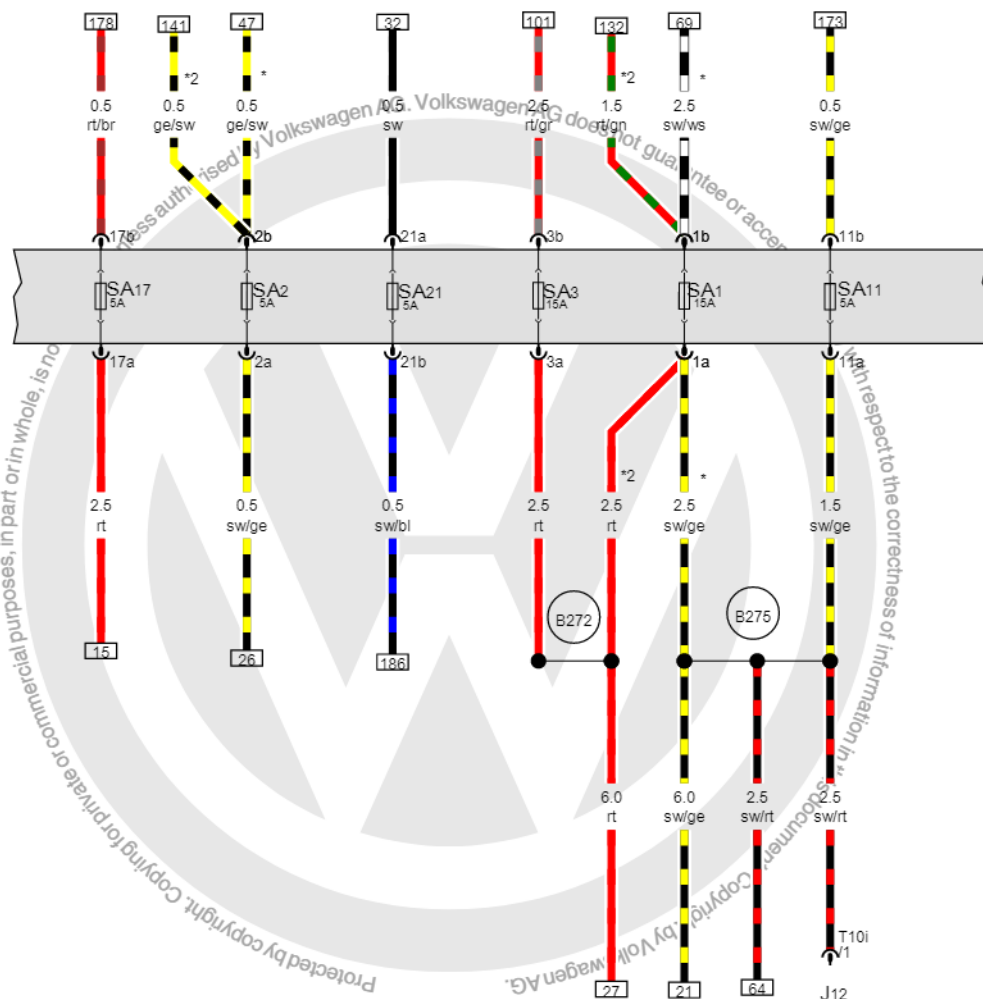 178 141 47 32 101 132 69 173
*2 * *2 *
0.5 0.5 0.5 0.5 2.5 1.5 2.5 0.5
rt/br ge/sw ge/sw sw rt/gr rt/gn sw/ws sw/ge
17b 2b 21a 3b 1b 11b
SA17 SA2 SA21 SA3 SA1 SA11
5A 5A 5A 15A 15A 5A
17a 2a 21b 3a 1a 11a
*2 *
2.5 0.5 0.5 2.5 2.5 2.5 1.5
rt sw/ge sw/bl rt rt sw/ge sw/ge
B272 B275
15 26 186
6.0 6.0 2.5 2.5
rt sw/ge sw/rt sw/rt
T10i
/1
27 21 64 J12
Protected by copyright. Copying for private or commercial purposes, in part or in whole, is no
ess authorised by Volkswagen AG. Volkswagen AG does not guarantee or accep
with respect to the correctness of information in this document. Copyright by Volkswagen AG.